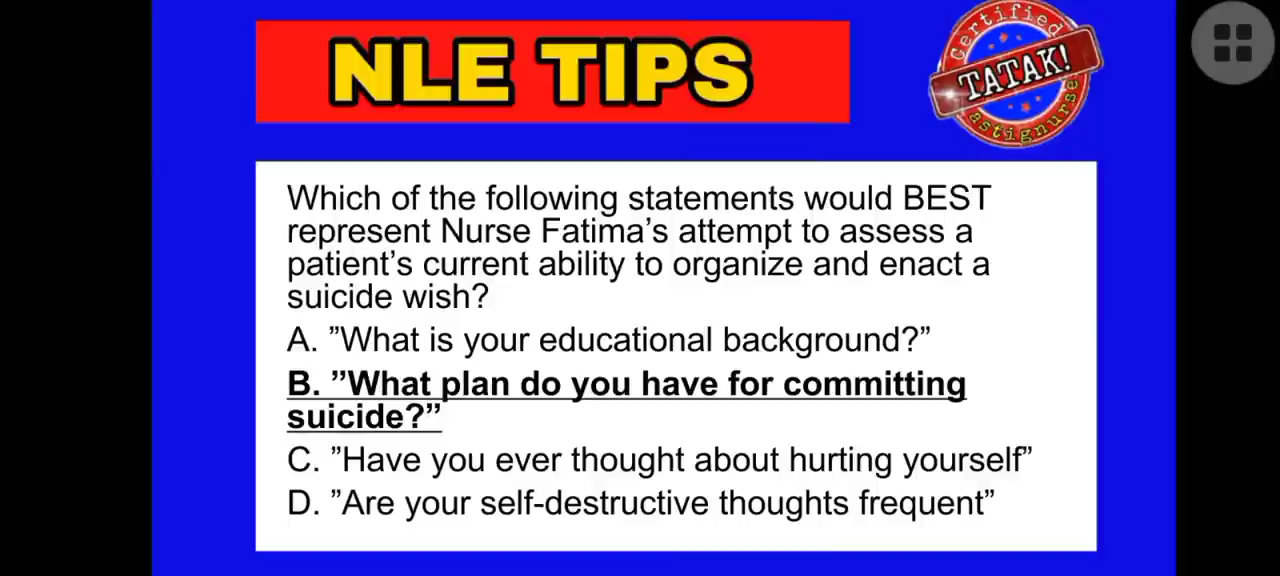 NLE TIPS
Certified
TATAK!
astignurse
Which of the following statements would BEST
represent Nurse Fatima’s attempt to assess a
patient’s current ability to organize and enact a
suicide wish?
A. ”What is your educational background?”
B. ”What plan do you have for committing
suicide?”
C. ”Have you ever thought about hurting yourself”
D. ”Are your self-destructive thoughts frequent”